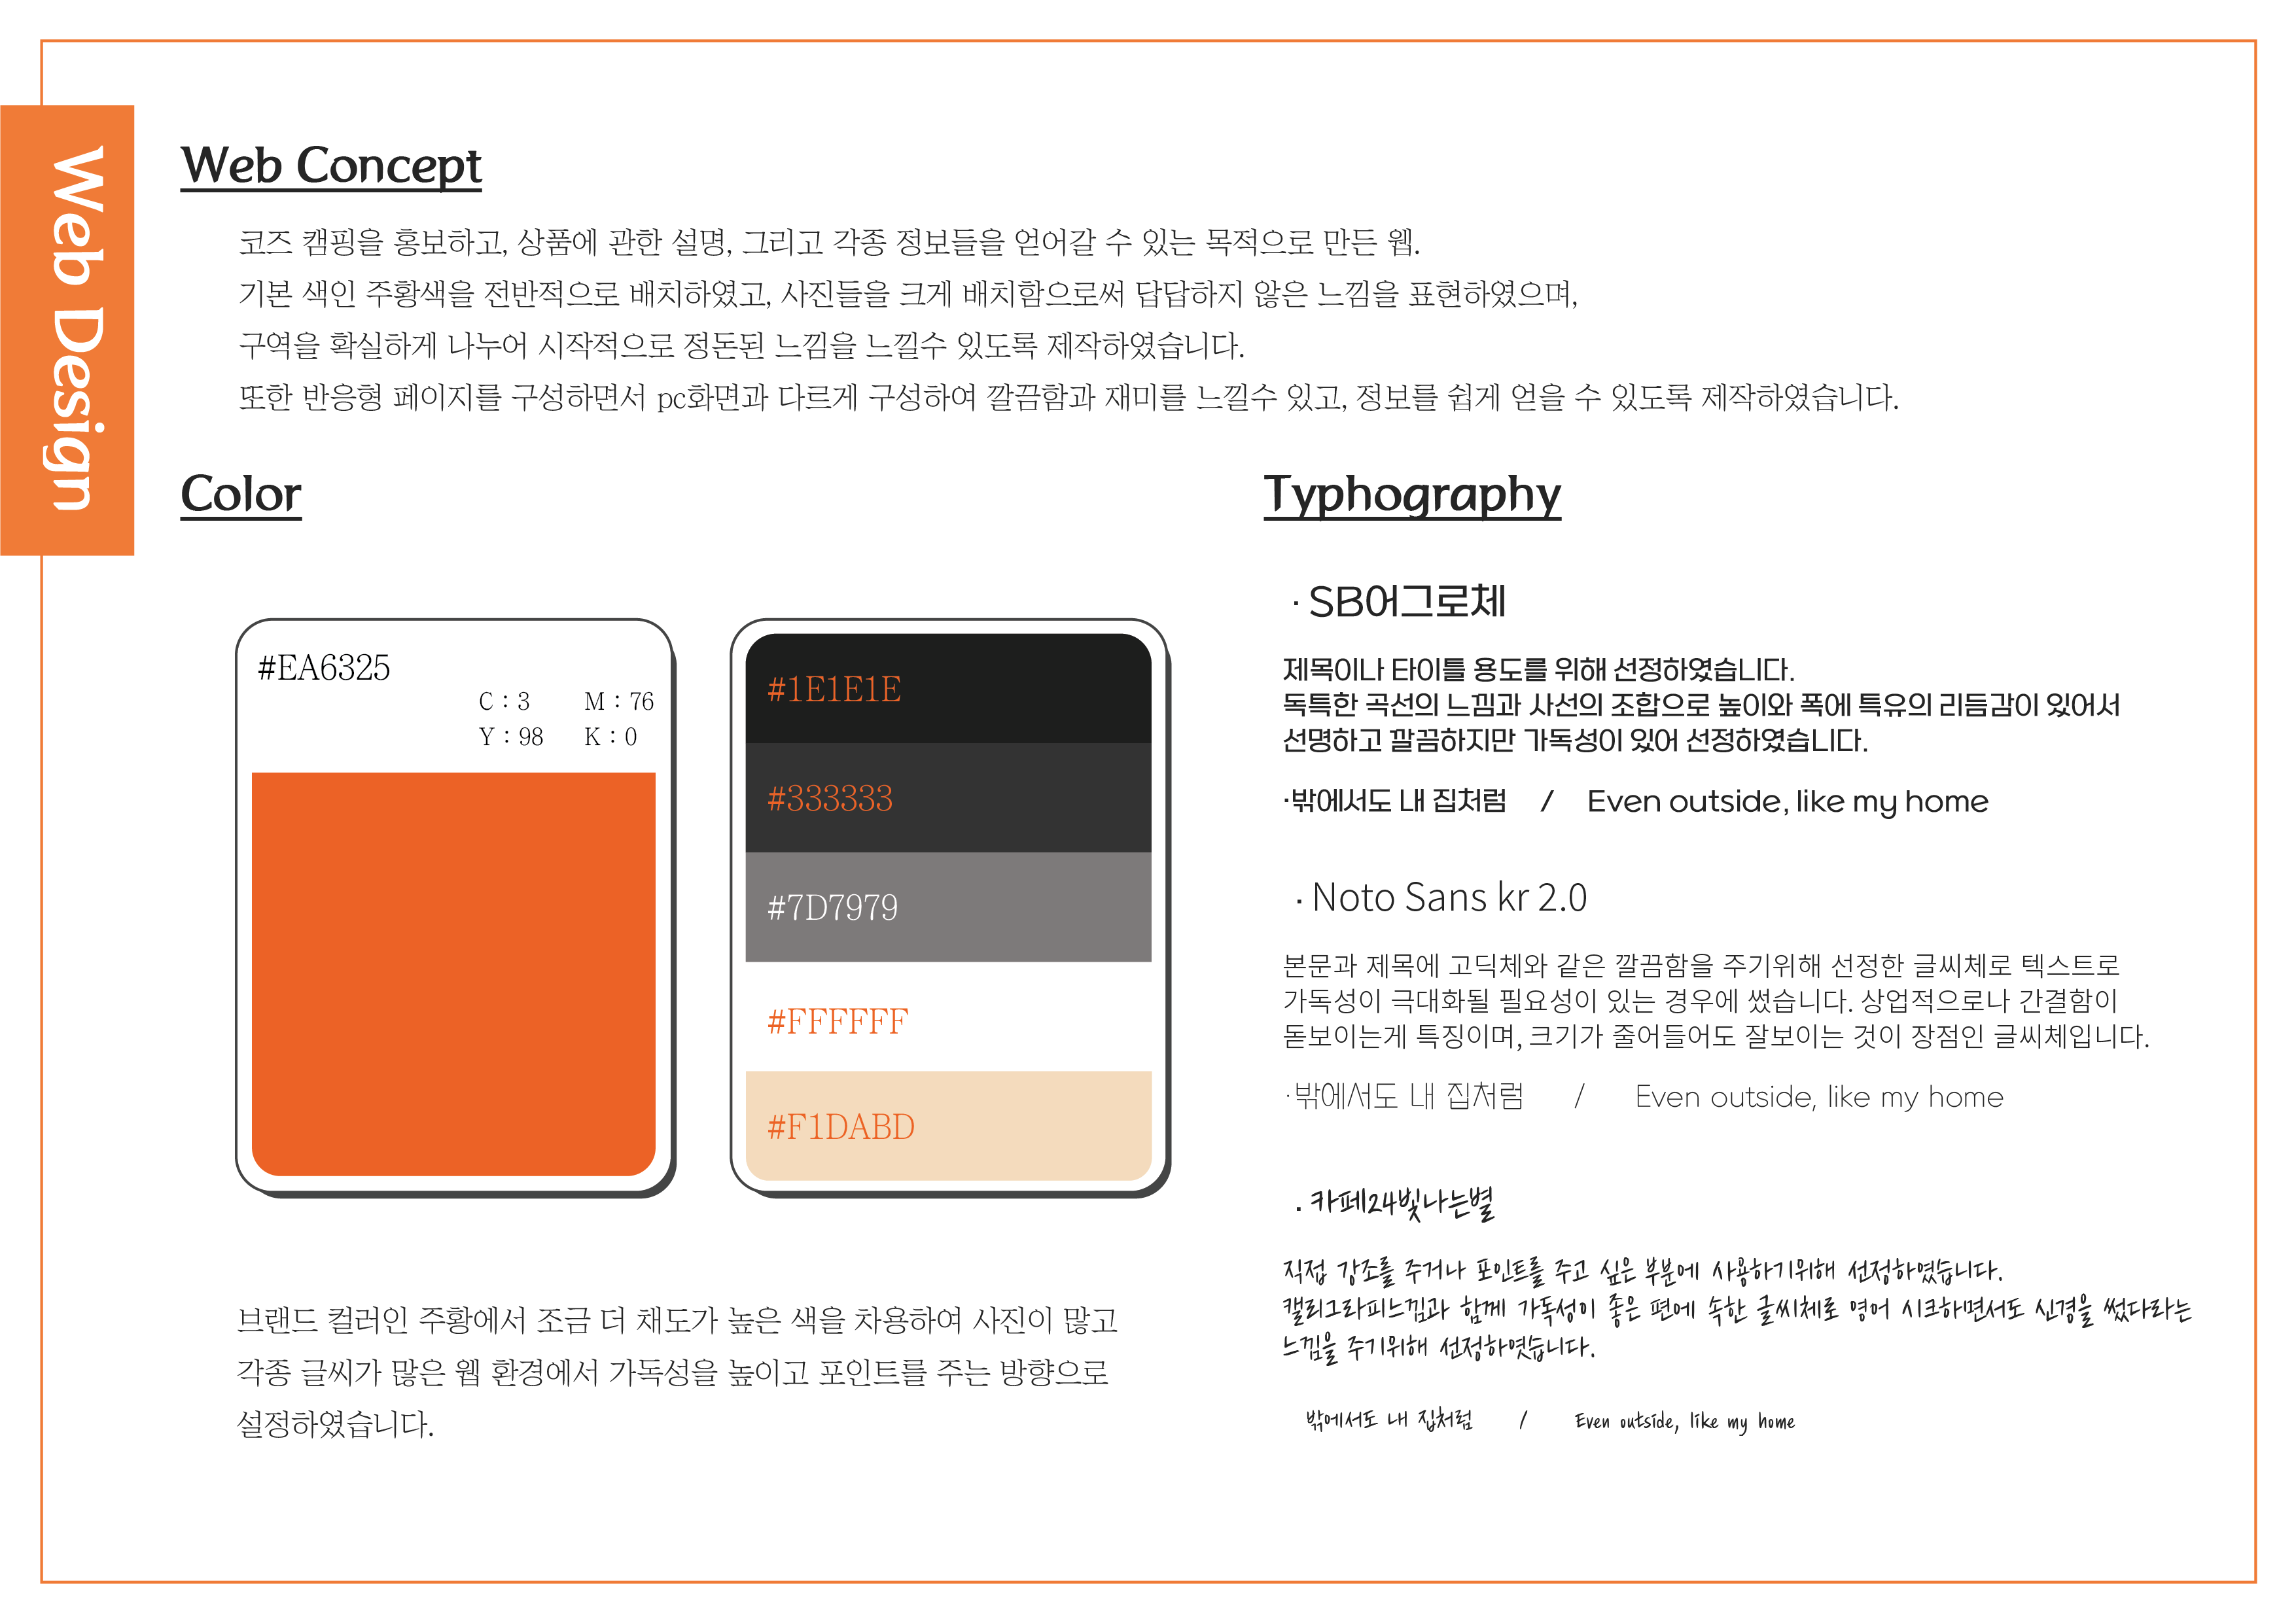 Web Design
Web Concept
코즈 캠핑을 홍보하고, 상품에 관한 설명, 그리고 각종 정보들을 얻어갈 수 있는 목적으로 만든 웹.
기본 색인 주황색을 전반적으로 배치하였고, 사진들을 크게 배치함으로써 답답하지 않은 느낌을 표현하였으며,
구역을 확실하게 나누어 시작적으로 정돈된 느낌을 느낄수 있도록 제작하였습니다.
또한 반응형 페이지를 구성하면서 pc화면과 다르게 구성하여 깔끔함과 재미를 느낄수 있고, 정보를 쉽게 얻을 수 있도록 제작하였습니다.
Color
#EA6325
C : 3 M : 76
Y : 98 K : 0
#1E1E1E
#333333
#7D7979
#FFFFFF
#F1DABD
브랜드 컬러인 주황에서 조금 더 채도가 높은 색을 차용하여 사진이 많고
각종 글씨가 많은 웹 환경에서 가독성을 높이고 포인트를 주는 방향으로
설정하였습니다.
Typhography
· SB어그로체
제목이나 타이틀 용도를 위해 선정하였습니다.
독특한 곡선의 느낌과 사선의 조합으로 높이와 폭에 특유의 리듬감이 있어서
선명하고 깔끔하지만 가독성이 있어 선정하였습니다.
·밖에서도 내 집처럼 / Even outside, like my home
· Noto Sans kr 2.0
본문과 제목에 고딕체와 같은 깔끔함을 주기위해 선정한 글씨체로 텍스트로
가독성이 극대화될 필요성이 있는 경우에 썼습니다. 상업적으로나 간결함이
돋보이는게 특징이며, 크기가 줄어들어도 잘보이는 것이 장점인 글씨체입니다.
·밖에서도 내 집처럼 / Even outside, like my home
· 카페24빛나는별
직접 강조를 주거나 포인트를 주고 싶은 부분에 사용하기위해 선정하였습니다.
캘리그라피느낌과 함께 가독성이 좋은 편에 속한 글씨체로 영어 시크하면서도 신경을 썼다라는
느낌을 주기위해 선정하엿습니다.
밖에서도 내 집처럼 / Even outside, like my home